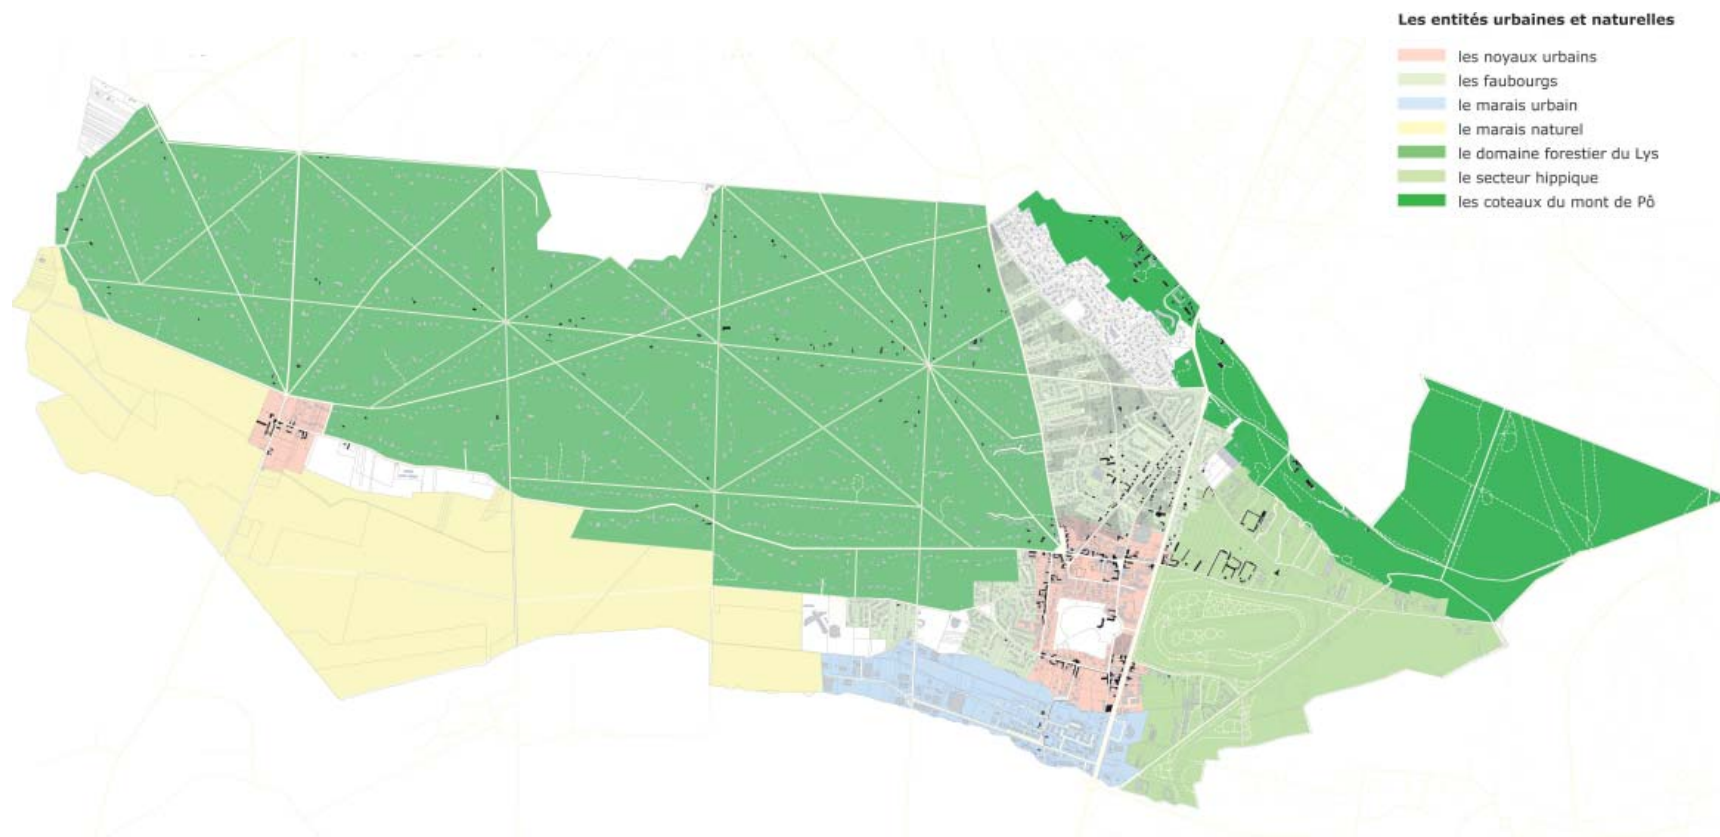 Les entités urbaines et naturelles
les noyaux urbains
les faubourgs
le marais urbain
le marais naturel
le domaine forestier du Lys
le secteur hippique
les coteaux du mont de Pô